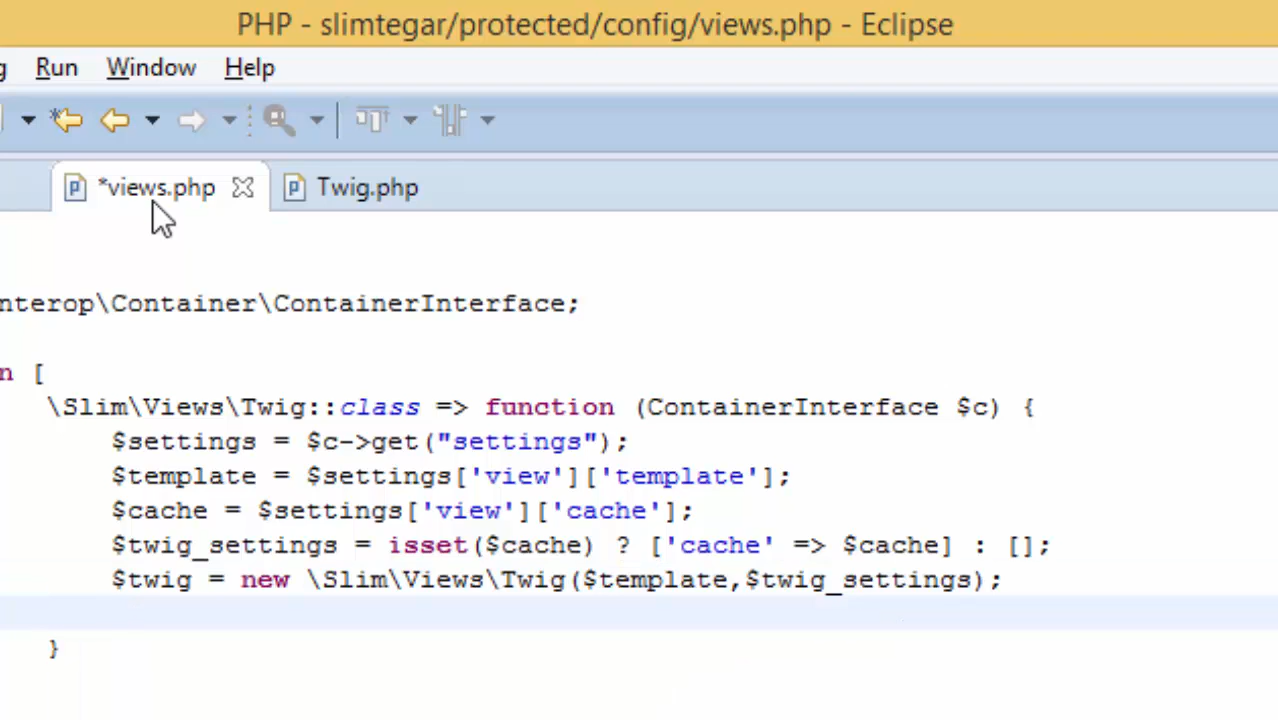 PHP - slimtegar/protected/config/views.php - Eclipse
g Run Window Help
*views.php Twig.php
nterop\Container\ContainerInterface;
n [
\Slim\Views\Twig::class => function (ContainerInterface $c) {
$settings = $c->get("settings");
$template = $settings['view']['template'];
$cache = $settings['view']['cache'];
$twig_settings = isset($cache) ? ['cache' => $cache] : [];
$twig = new \Slim\Views\Twig($template,$twig_settings);
}